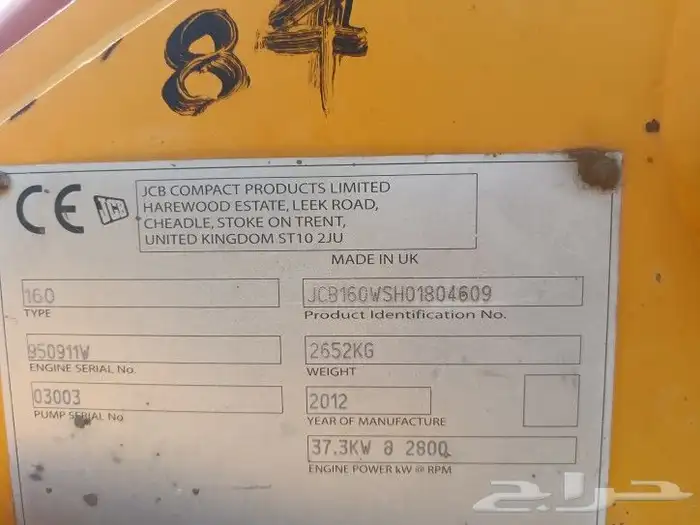 84
CE JCB
JCB COMPACT PRODUCTS LIMITED
HAREWOOD ESTATE, LEEK ROAD,
CHEADLE, STOKE ON TRENT,
UNITED KINGDOM ST10 2JU
MADE IN UK
160
TYPE
JCB160WSH01804609
Product Identification No.
950911W
ENGINE SERIAL No.
2652KG
WEIGHT
03003
PUMP SERIAL No
2012
YEAR OF MANUFACTURE
37.3KW @ 2800
ENGINE POWER kW @ RPM
حراج